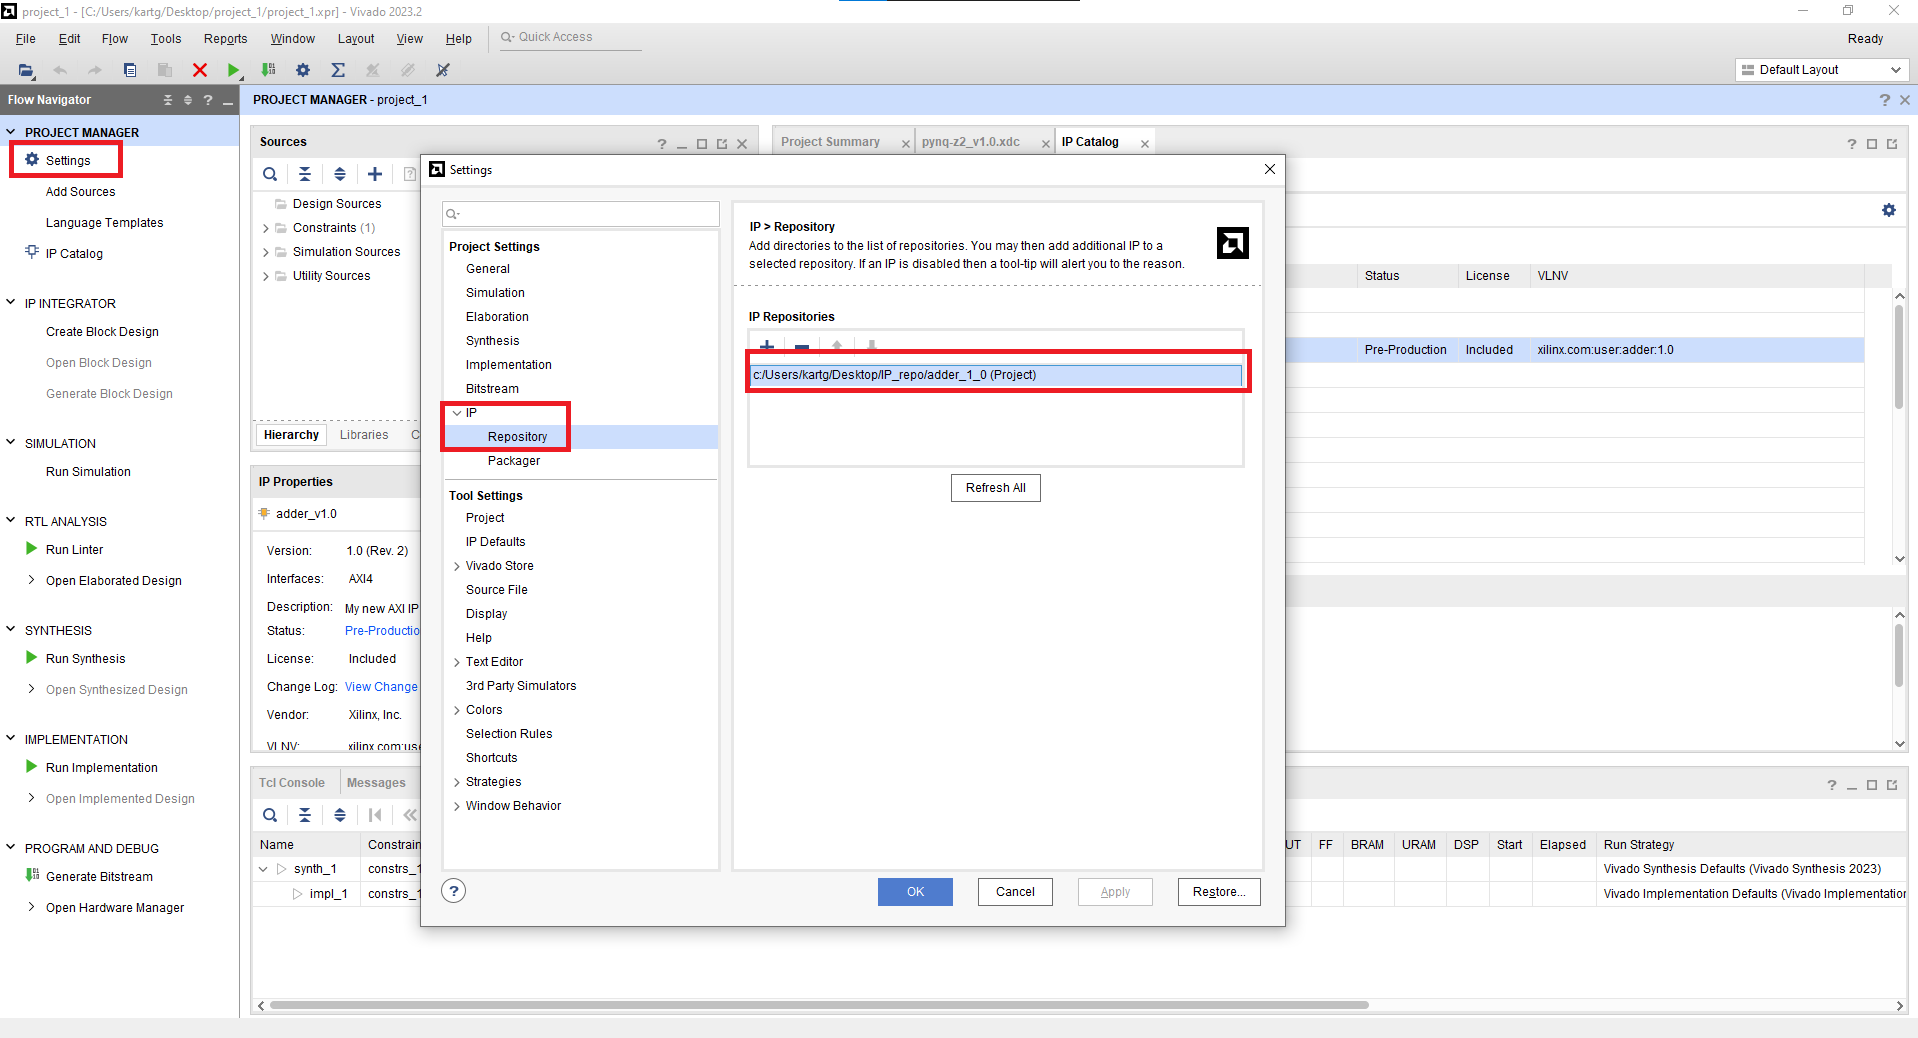 project_1 - [C:/Users/kartg/Desktop/project_1/project_1.xpr] - Vivado 2023.2
File Edit Flow Tools Reports Window Layout View Help Quick Access Ready
Default Layout
Flow Navigator
PROJECT MANAGER - project_1
PROJECT MANAGER
Settings
Add Sources
Language Templates
IP Catalog
IP INTEGRATOR
Create Block Design
Open Block Design
Generate Block Design
SIMULATION
Run Simulation
RTL ANALYSIS
Run Linter
Open Elaborated Design
SYNTHESIS
Run Synthesis
Open Synthesized Design
IMPLEMENTATION
Run Implementation
Open Implemented Design
PROGRAM AND DEBUG
Generate Bitstream
Open Hardware Manager
Sources
Design Sources
Constraints (1)
Simulation Sources
Utility Sources
Hierarchy Libraries C
IP Properties
adder_v1.0
Version: 1.0 (Rev. 2)
Interfaces: AXI4
Description: My new AXI IP
Status: Pre-Productio
License: Included
Change Log: View Change
Vendor: Xilinx, Inc.
VLNV: xilinx.com:use
Project Summary pynq-z2_v1.0.xdc IP Catalog
Status License VLNV
Pre-Production Included xilinx.com:user:adder:1.0
Settings
Project Settings
General
Simulation
Elaboration
Synthesis
Implementation
Bitstream
IP
Repository
Packager
Tool Settings
Project
IP Defaults
Vivado Store
Source File
Display
Help
Text Editor
3rd Party Simulators
Colors
Selection Rules
Shortcuts
Strategies
Window Behavior
IP > Repository
Add directories to the list of repositories. You may then add additional IP to a
selected repository. If an IP is disabled then a tool-tip will alert you to the reason.
IP Repositories
c:/Users/kartg/Desktop/IP_repo/adder_1_0 (Project)
Refresh All
OK Cancel Apply Restore...
Tcl Console Messages
Name Constrain UT FF BRAM URAM DSP Start Elapsed Run Strategy
synth_1 constrs_1 Vivado Synthesis Defaults (Vivado Synthesis 2023)
impl_1 constrs_1 Vivado Implementation Defaults (Vivado Implementation